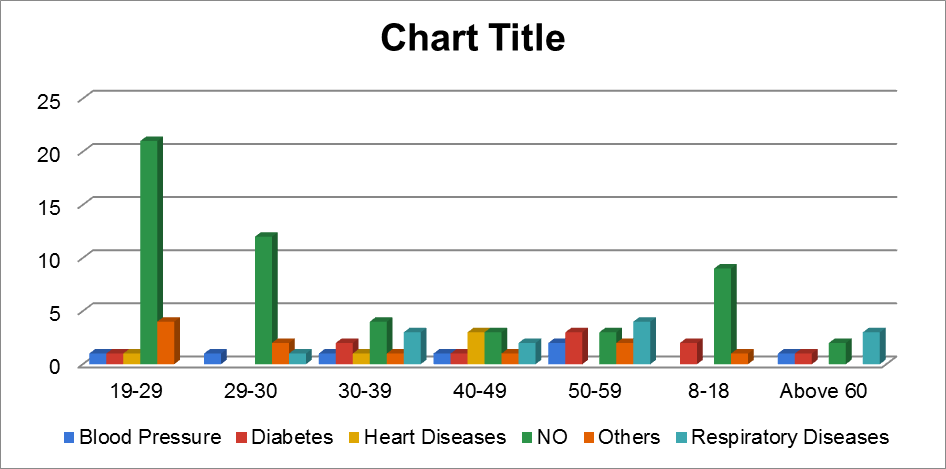 Chart Title
25
20
15
10
5
0
19-29 29-30 30-39 40-49 50-59 8-18 Above 60
Blood Pressure Diabetes Heart Diseases NO Others Respiratory Diseases